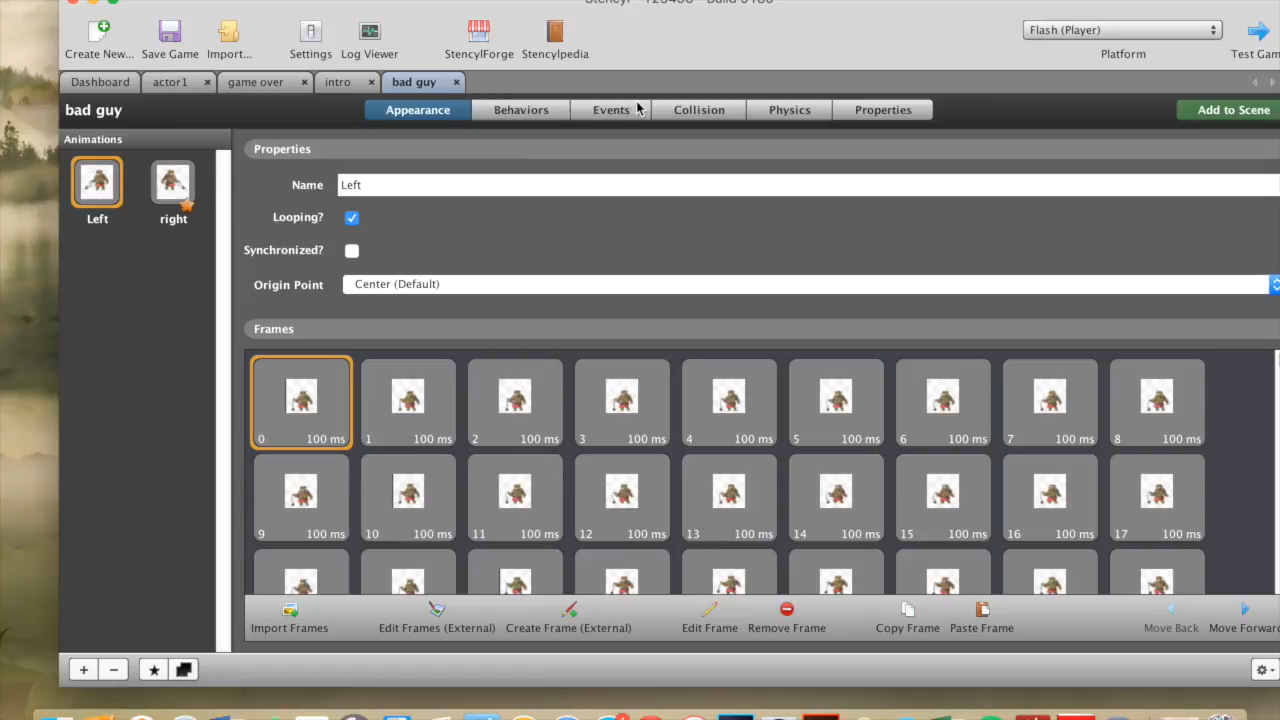 Create New... Save Game Import... Settings Log Viewer StencylForge Stencylpedia Flash (Player) Platform Test Gam
Dashboard actor1 game over intro bad guy
bad guy Appearance Behaviors Events Collision Physics Properties Add to Scene
Animations
Left right
Properties
Name Left
Looping?
Synchronized?
Origin Point Center (Default)
Frames
0 100 ms 1 100 ms 2 100 ms 3 100 ms 4 100 ms 5 100 ms 6 100 ms 7 100 ms 8 100 ms
9 100 ms 10 100 ms 11 100 ms 12 100 ms 13 100 ms 14 100 ms 15 100 ms 16 100 ms 17 100 ms
Import Frames Edit Frames (External) Create Frame (External) Edit Frame Remove Frame Copy Frame Paste Frame Move Back Move Forward